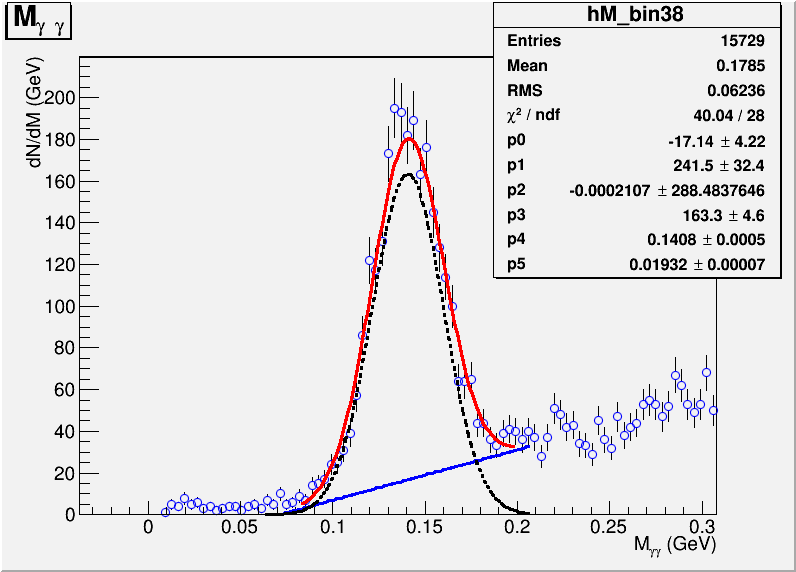 Mγ γ
hM_bin38
Entries 15729
Mean 0.1785
RMS 0.06236
χ² / ndf 40.04 / 28
p0 -17.14 ± 4.22
p1 241.5 ± 32.4
p2 -0.0002107 ± 288.4837646
p3 163.3 ± 4.6
p4 0.1408 ± 0.0005
p5 0.01932 ± 0.00007
dN/dM (GeV)
200
180
160
140
120
100
80
60
40
20
0
0 0.05 0.1 0.15 0.2 0.25 0.3
Mγγ (GeV)